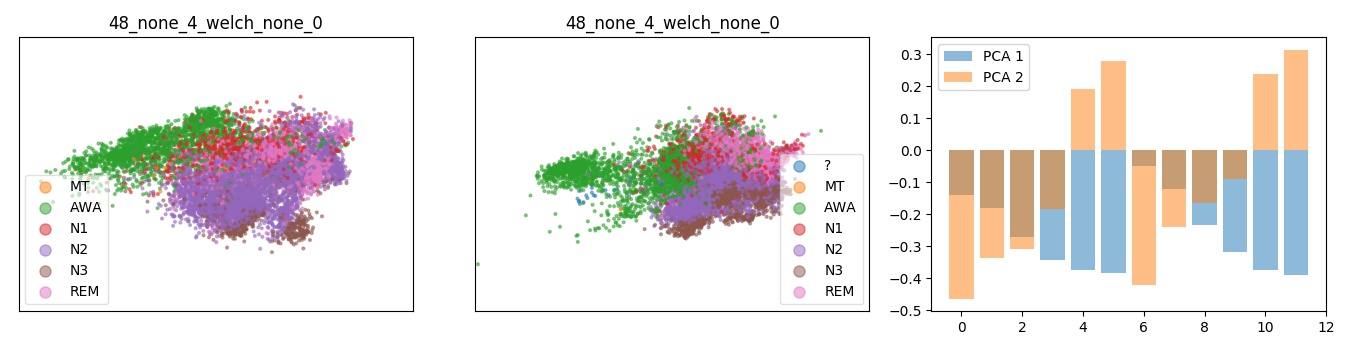 48_none_4_welch_none_0
MT
AWA
N1
N2
N3
REM
48_none_4_welch_none_0
?
MT
AWA
N1
N2
N3
REM
PCA 1
PCA 2
0.3
0.2
0.1
0.0
−0.1
−0.2
−0.3
−0.4
−0.5
0 2 4 6 8 10 12